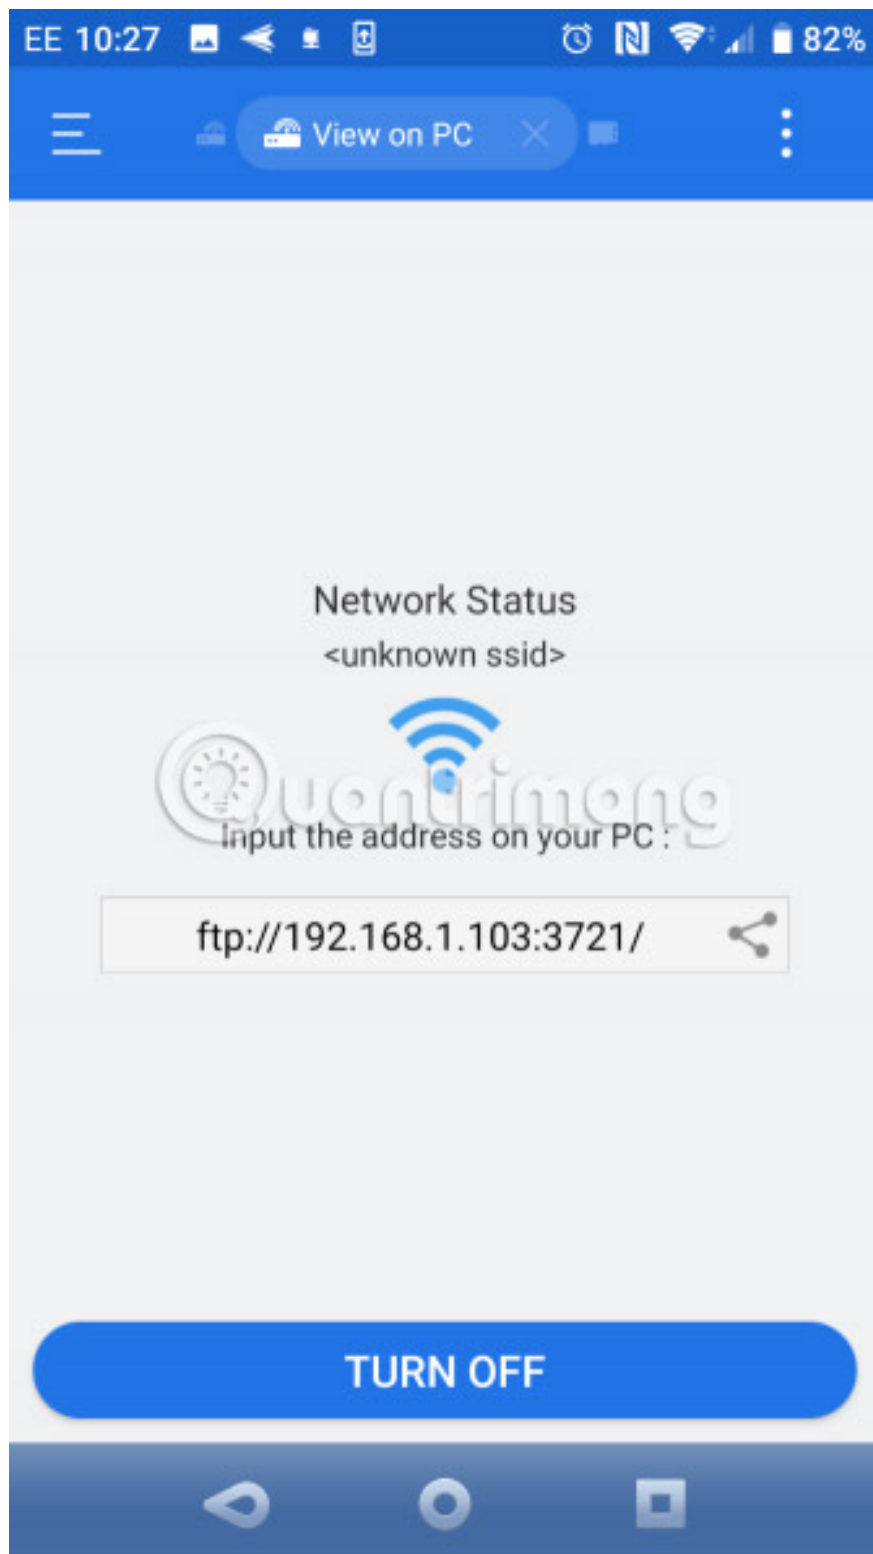 EE 10:27 82%
View on PC
Network Status
<unknown ssid>
Quantrimang
Input the address on your PC :
ftp://192.168.1.103:3721/
TURN OFF